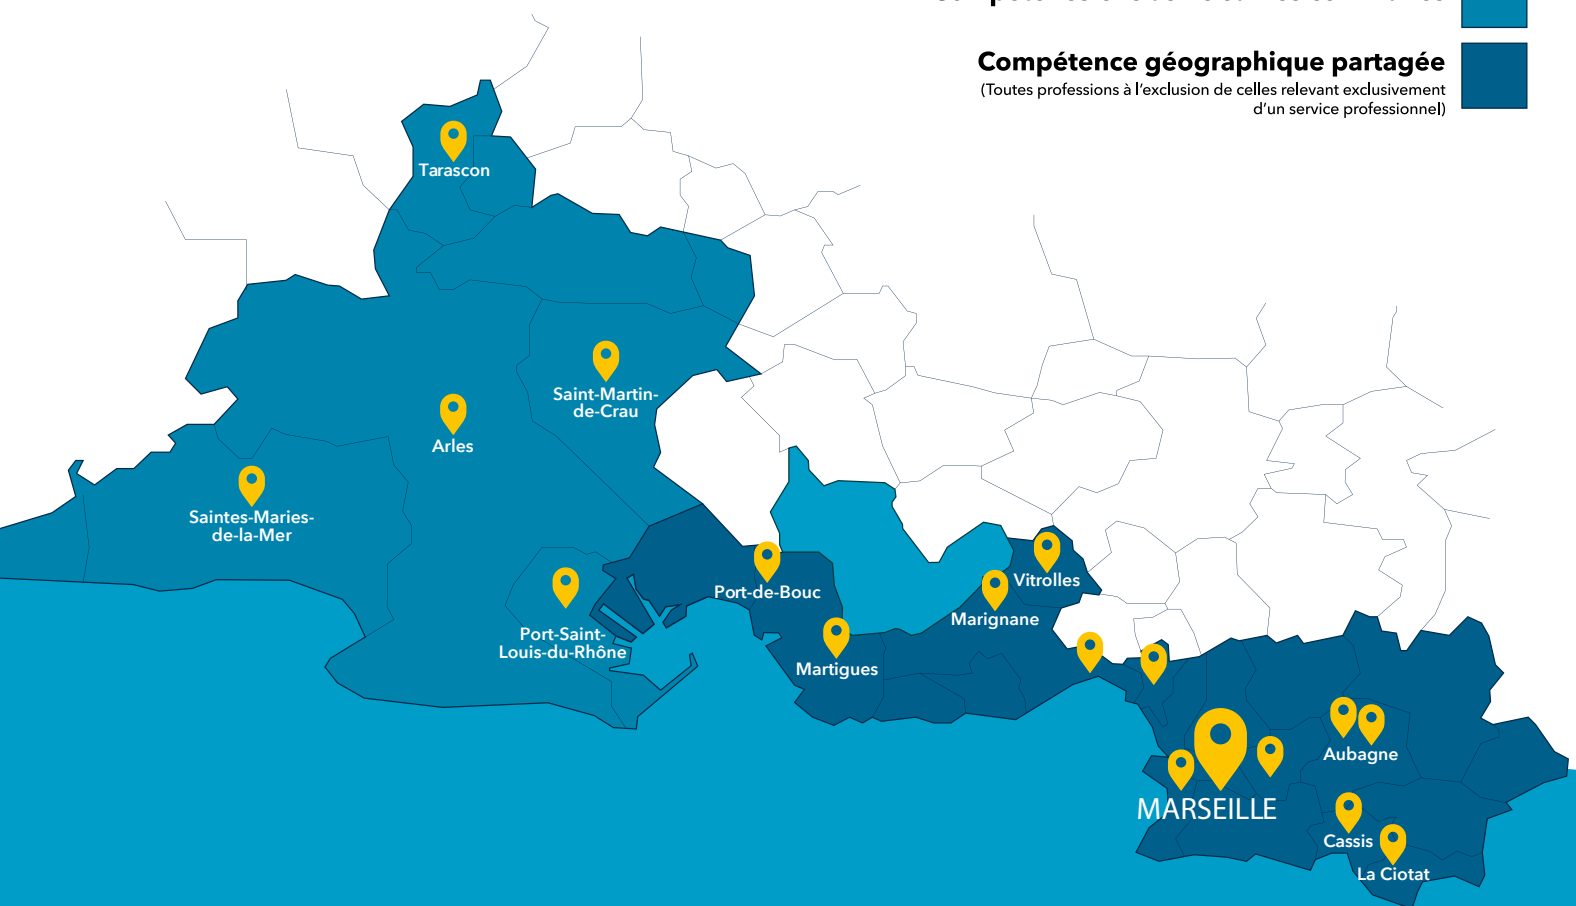 Compétence géographique partagée
(Toutes professions à l'exclusion de celles relevant exclusivement
d'un service professionnel)
Tarascon
Saint-Martin-
de-Crau
Arles
Saintes-Maries-
de-la-Mer
Port-de-Bouc
Vitrolles
Marignane
Port-Saint-
Louis-du-Rhône
Martigues
Aubagne
MARSEILLE
Cassis
La Ciotat